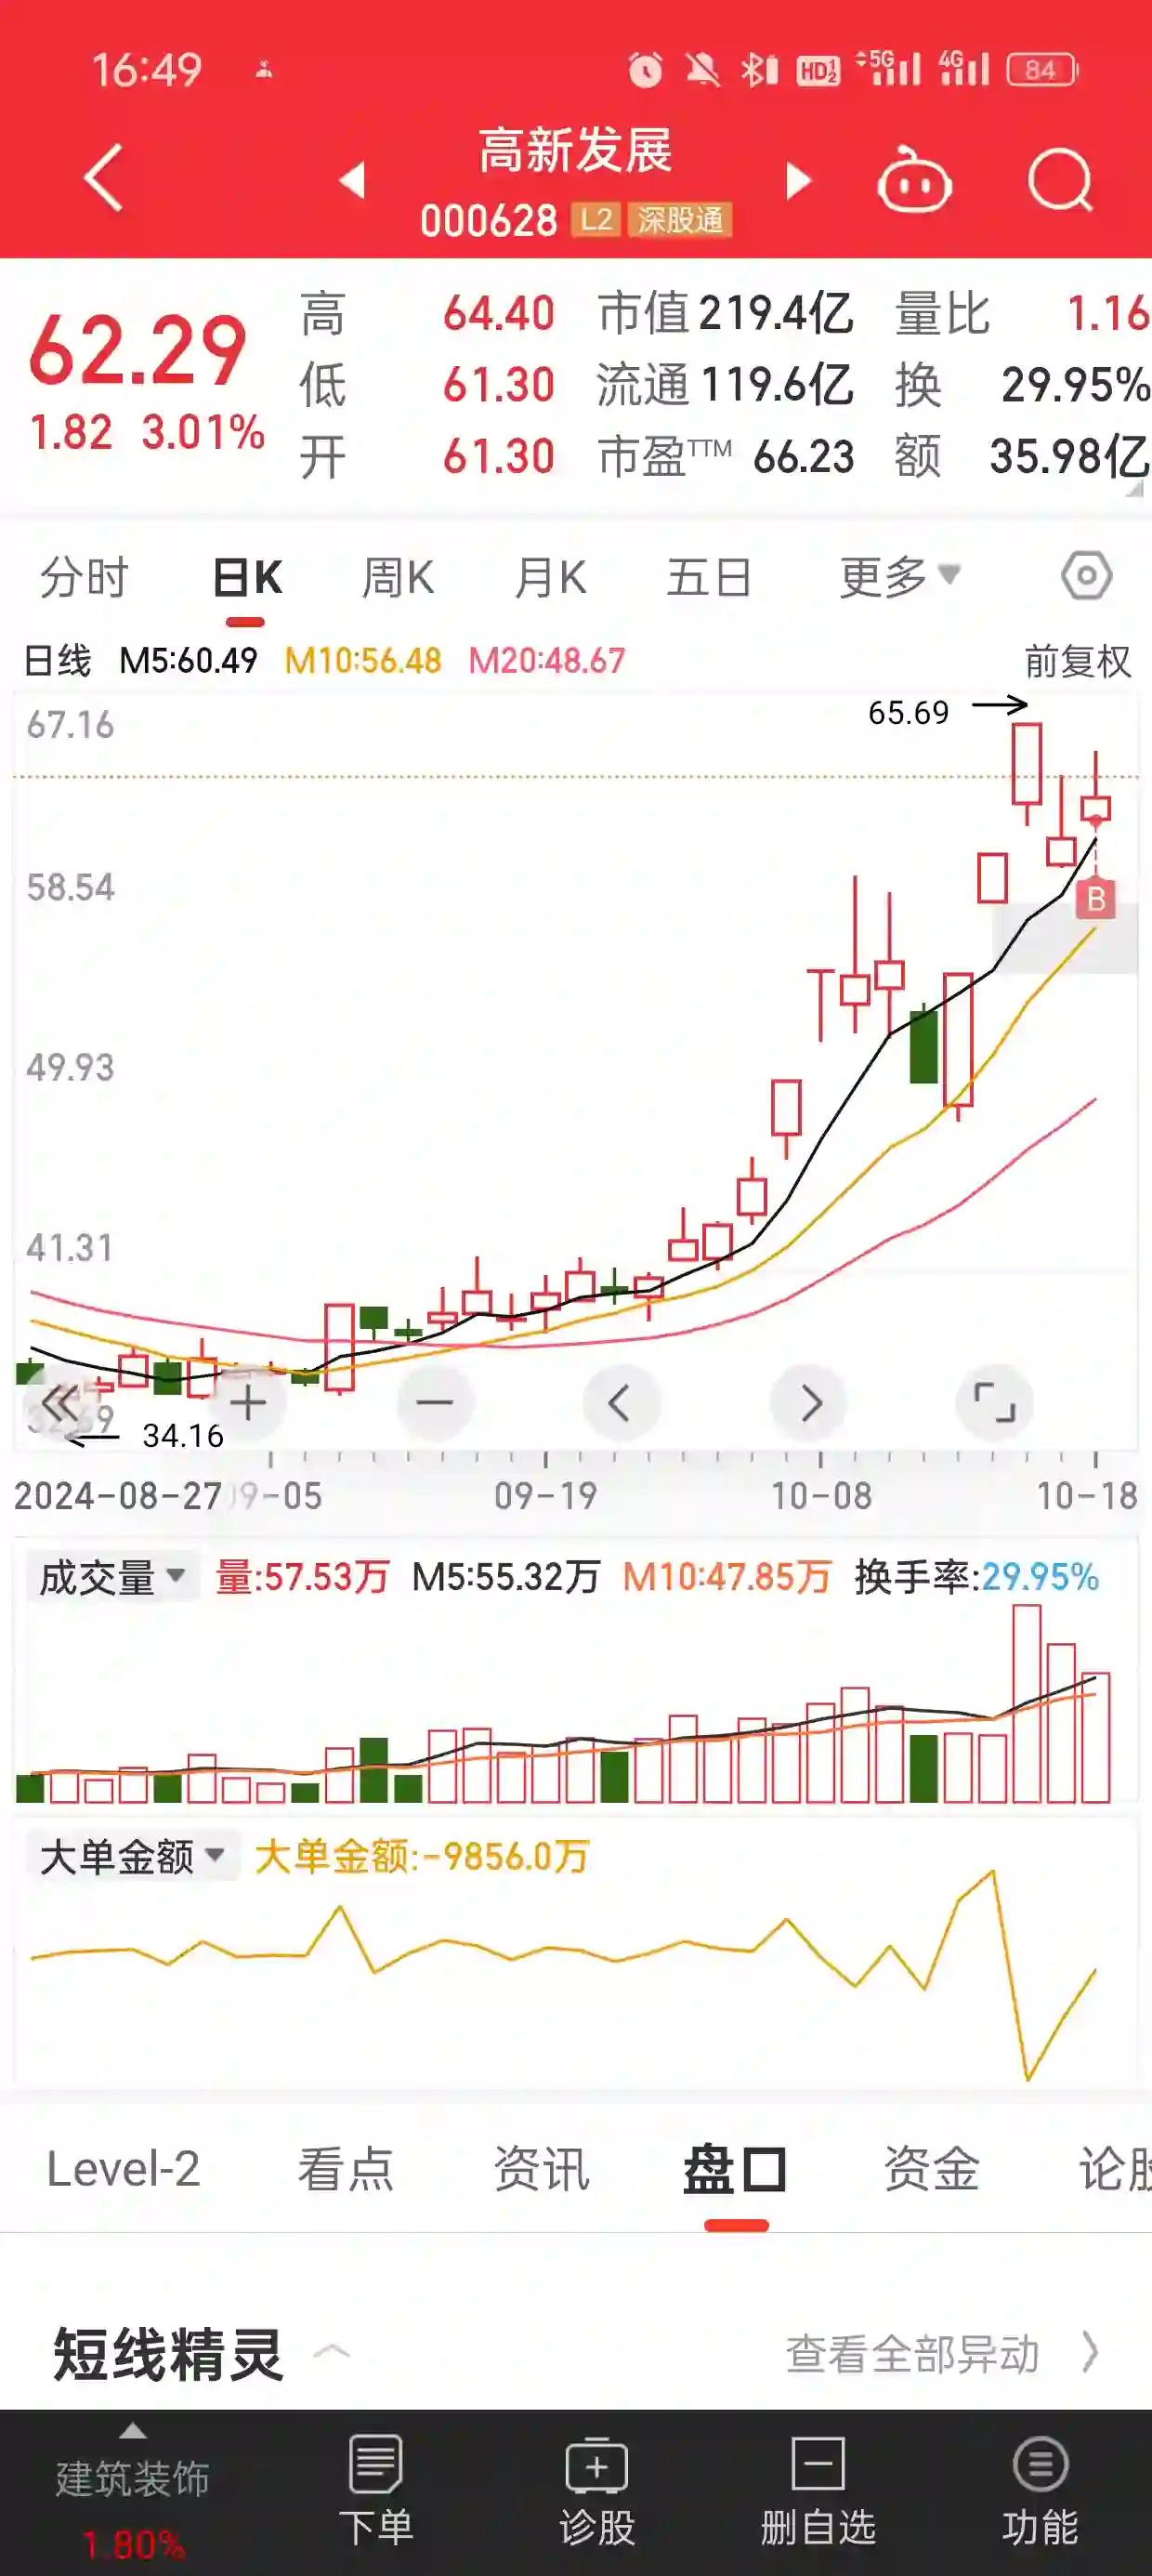 16:49
HD 1 2 5G 4G 84
高新发展
000628 L2 深股通
62.29
1.82 3.01%
高 64.40 市值 219.4亿 量比 1.16
低 61.30 流通 119.6亿 换 29.95%
开 61.30 市盈TTM 66.23 额 35.98亿
分时 日K 周K 月K 五日 更多
日线 M5:60.49 M10:56.48 M20:48.67 前复权
65.69
67.16
58.54
B
49.93
41.31
34.16
2024-08-27 09-05 09-19 10-08 10-18
成交量 量:57.53万 M5:55.32万 M10:47.85万 换手率:29.95%
大单金额 大单金额:-9856.0万
Level-2 看点 资讯 盘口 资金 论股
短线精灵 查看全部异动
建筑装饰
1.80%
下单 诊股 删自选 功能